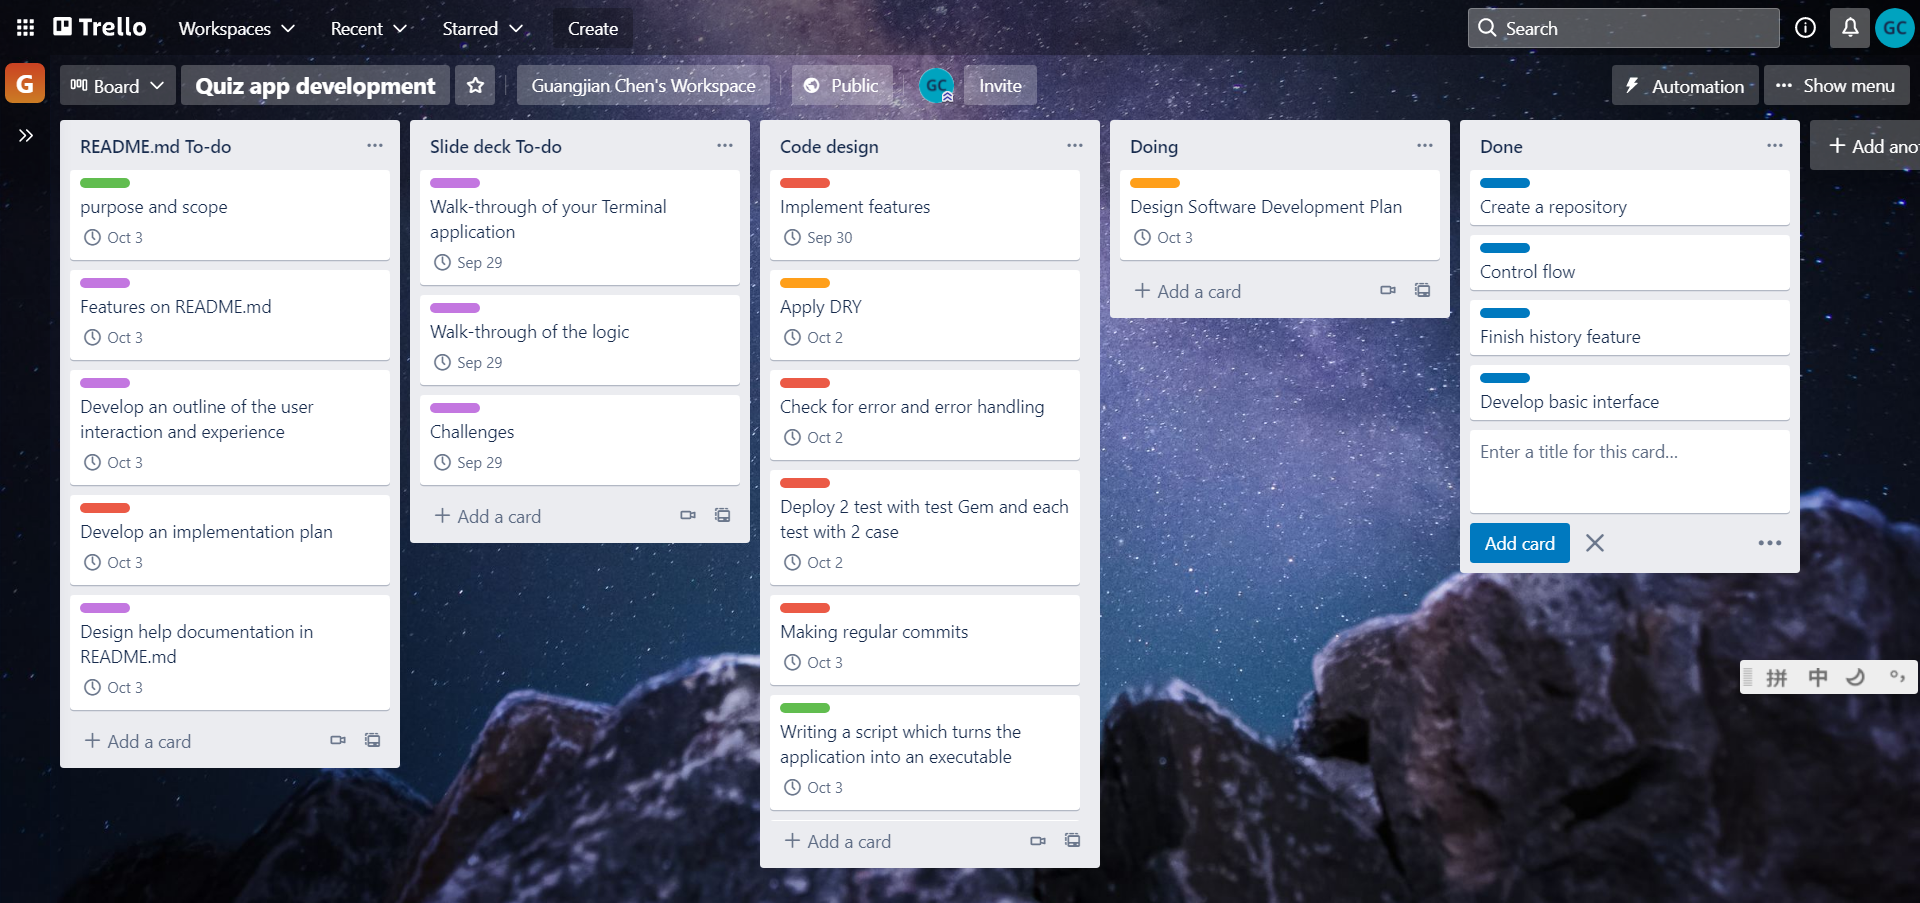 Trello
Workspaces
Recent
Starred
Create
Search
GC
G
Board
Quiz app development
Guangjian Chen's Workspace
Public
GC
Invite
Automation
Show menu
README.md To-do
purpose and scope
Oct 3
Features on README.md
Oct 3
Develop an outline of the user
interaction and experience
Oct 3
Develop an implementation plan
Oct 3
Design help documentation in
README.md
Oct 3
Add a card
Slide deck To-do
Walk-through of your Terminal
application
Sep 29
Walk-through of the logic
Sep 29
Challenges
Sep 29
Add a card
Code design
Implement features
Sep 30
Apply DRY
Oct 2
Check for error and error handling
Oct 2
Deploy 2 test with test Gem and each
test with 2 case
Oct 2
Making regular commits
Oct 3
Writing a script which turns the
application into an executable
Oct 3
Add a card
Doing
Design Software Development Plan
Oct 3
Add a card
Done
Create a repository
Control flow
Finish history feature
Develop basic interface
Enter a title for this card...
Add card
Add ano
拼 中